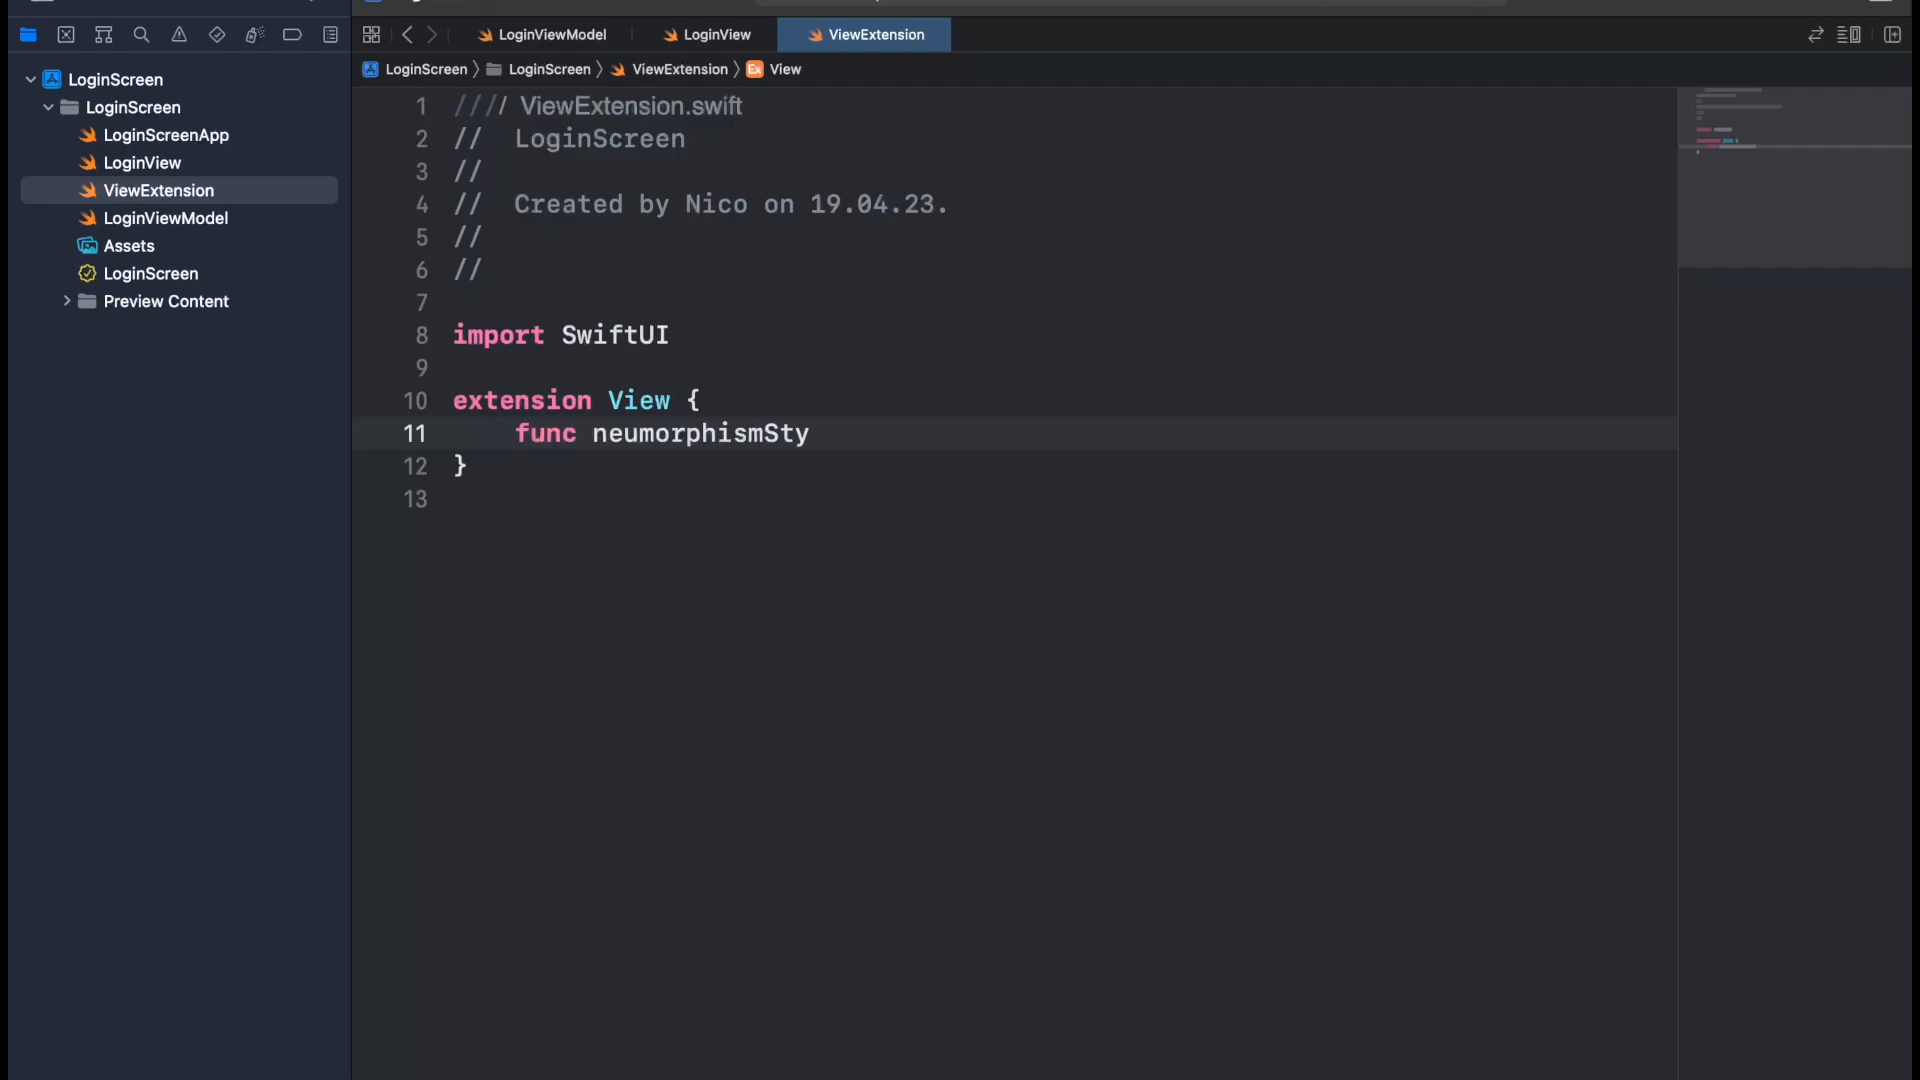 LoginViewModel
LoginView
ViewExtension
LoginScreen
LoginScreen
ViewExtension
Ex View
LoginScreen
LoginScreen
LoginScreenApp
LoginView
ViewExtension
LoginViewModel
Assets
LoginScreen
Preview Content
1 //// ViewExtension.swift
2 //  LoginScreen
3 //
4 //  Created by Nico on 19.04.23.
5 //
6 //
7
8 import SwiftUI
9
10 extension View {
11     func neumorphismSty
12 }
13